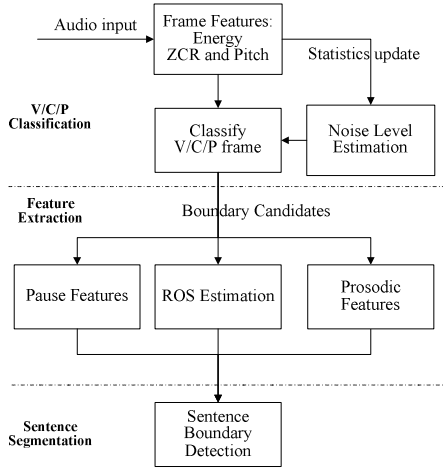 Audio input
Frame Features:
Energy
ZCR and Pitch
Statistics update
V/C/P
Classification
Classify
V/C/P frame
Noise Level
Estimation
Feature
Extraction
Boundary Candidates
Pause Features
ROS Estimation
Prosodic
Features
Sentence
Segmentation
Sentence
Boundary
Detection